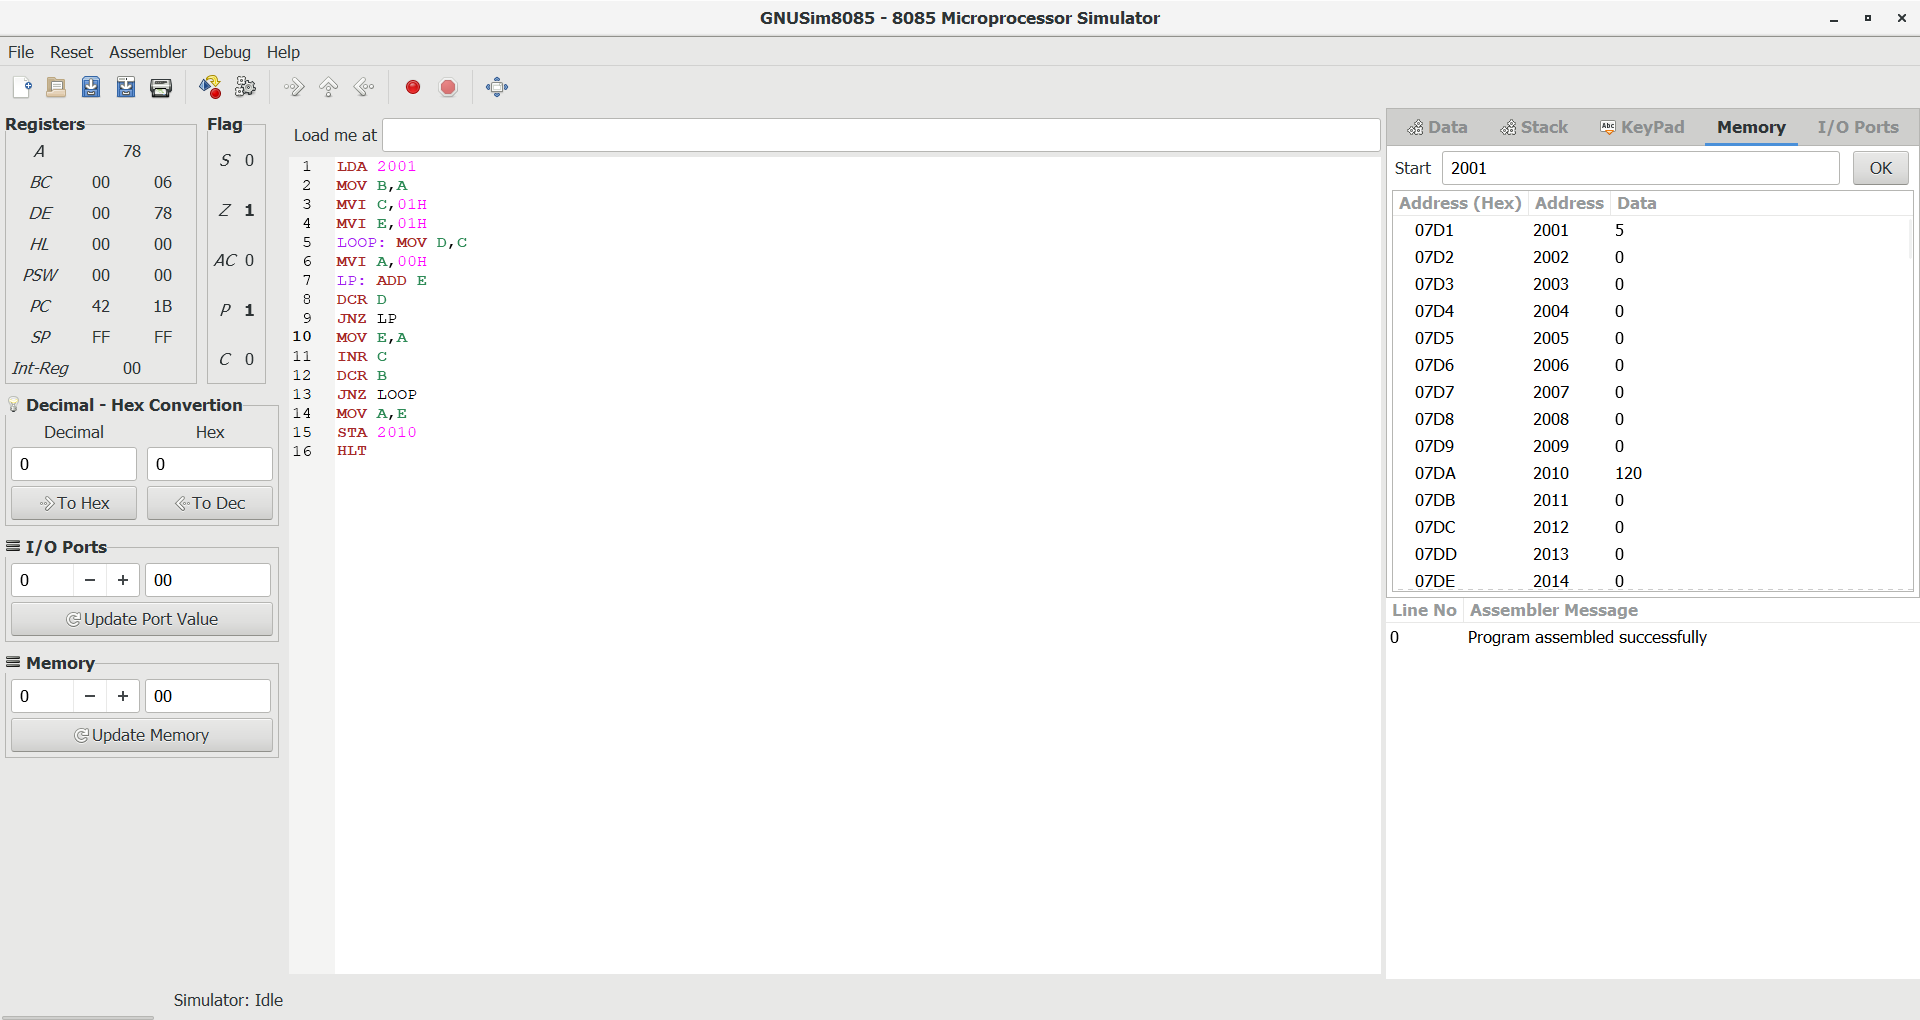 GNUSim8085 - 8085 Microprocessor Simulator
File Reset Assembler Debug Help
Registers
A 78
BC 00 06
DE 00 78
HL 00 00
PSW 00 00
PC 42 1B
SP FF FF
Int-Reg 00
Flag
S 0
Z 1
AC 0
P 1
C 0
Decimal - Hex Convertion
Decimal Hex
0 0
To Hex To Dec
I/O Ports
0 − + 00
Update Port Value
Memory
0 − + 00
Update Memory
Load me at
1 LDA 2001
2 MOV B,A
3 MVI C,01H
4 MVI E,01H
5 LOOP: MOV D,C
6 MVI A,00H
7 LP: ADD E
8 DCR D
9 JNZ LP
10 MOV E,A
11 INR C
12 DCR B
13 JNZ LOOP
14 MOV A,E
15 STA 2010
16 HLT
Data Stack Abc KeyPad Memory I/O Ports
Start 2001 OK
Address (Hex) Address Data
07D1 2001 5
07D2 2002 0
07D3 2003 0
07D4 2004 0
07D5 2005 0
07D6 2006 0
07D7 2007 0
07D8 2008 0
07D9 2009 0
07DA 2010 120
07DB 2011 0
07DC 2012 0
07DD 2013 0
07DE 2014 0
Line No Assembler Message
0 Program assembled successfully
Simulator: Idle